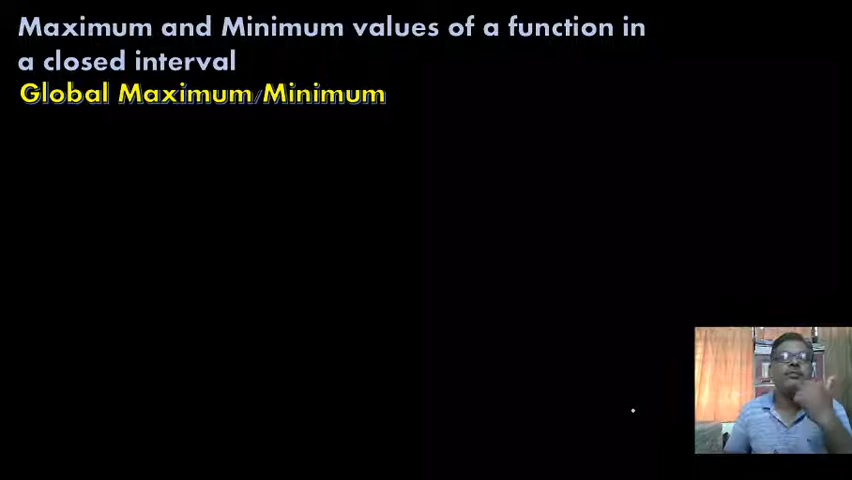 Maximum and Minimum values of a function in
a closed interval
Global Maximum/Minimum